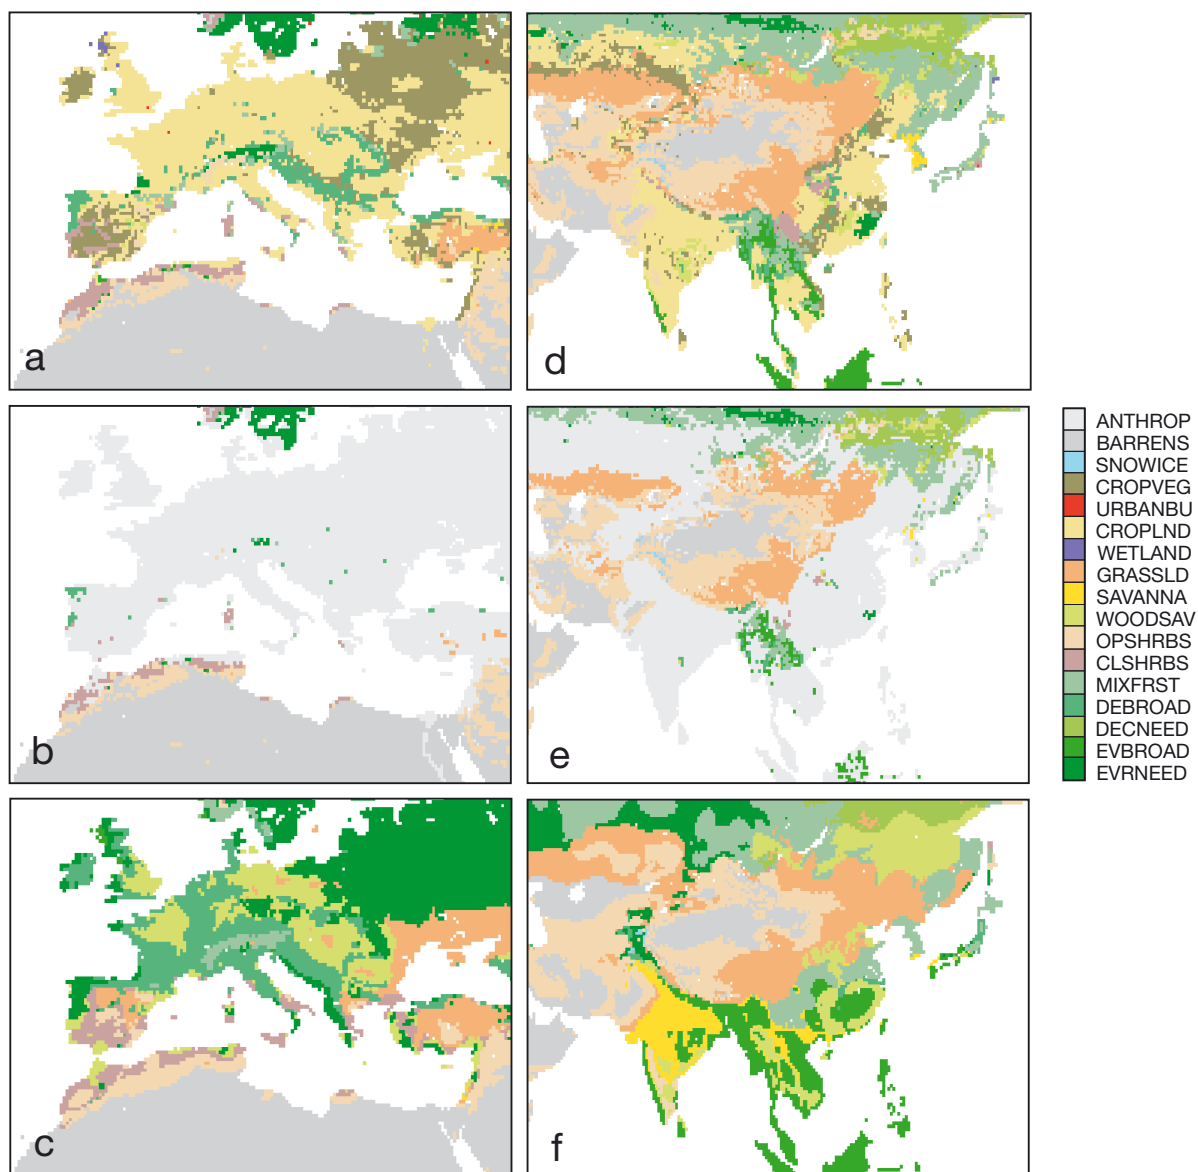 a
d
b
e
c
f
ANTHROP
BARRENS
SNOWICE
CROPVEG
URBANBU
CROPLND
WETLAND
GRASSLD
SAVANNA
WOODSAV
OPSHRBS
CLSHRBS
MIXFRST
DEBROAD
DECNEED
EVBROAD
EVRNEED